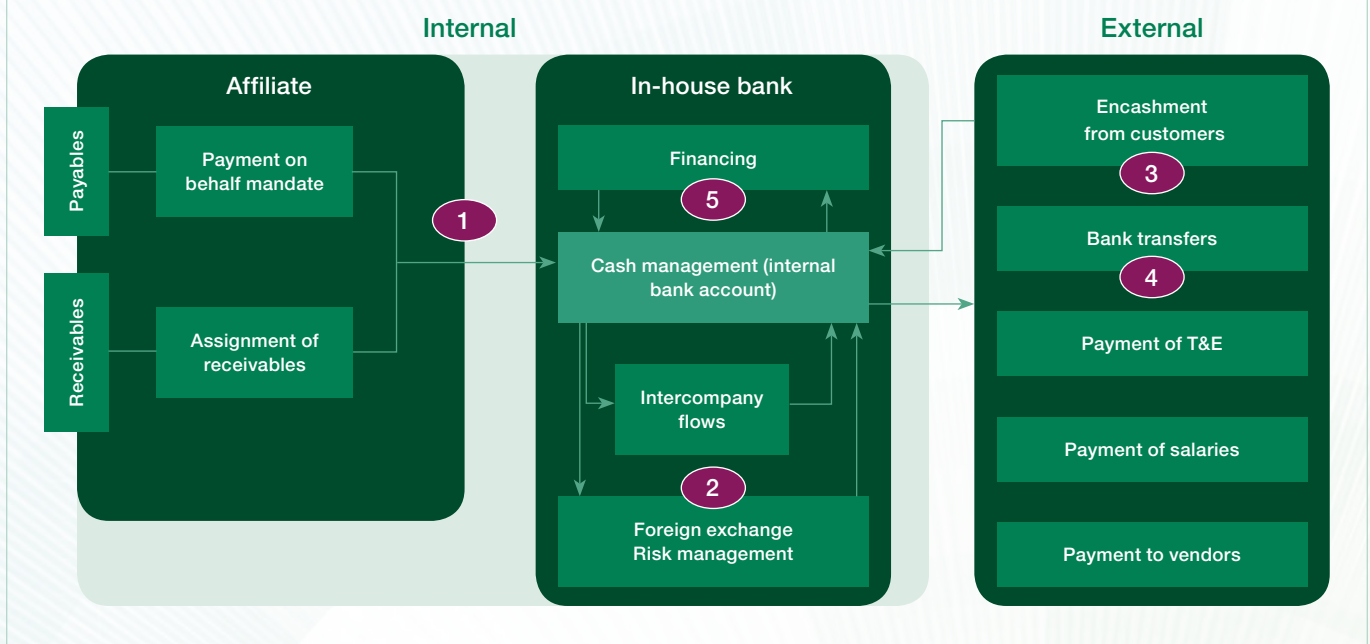 Internal
External
Affiliate
In-house bank
Payables
Payment on
behalf mandate
Receivables
Assignment of
receivables
1
Financing
5
Cash management (internal
bank account)
Intercompany
flows
2
Foreign exchange
Risk management
Encashment
from customers
3
Bank transfers
4
Payment of T&E
Payment of salaries
Payment to vendors